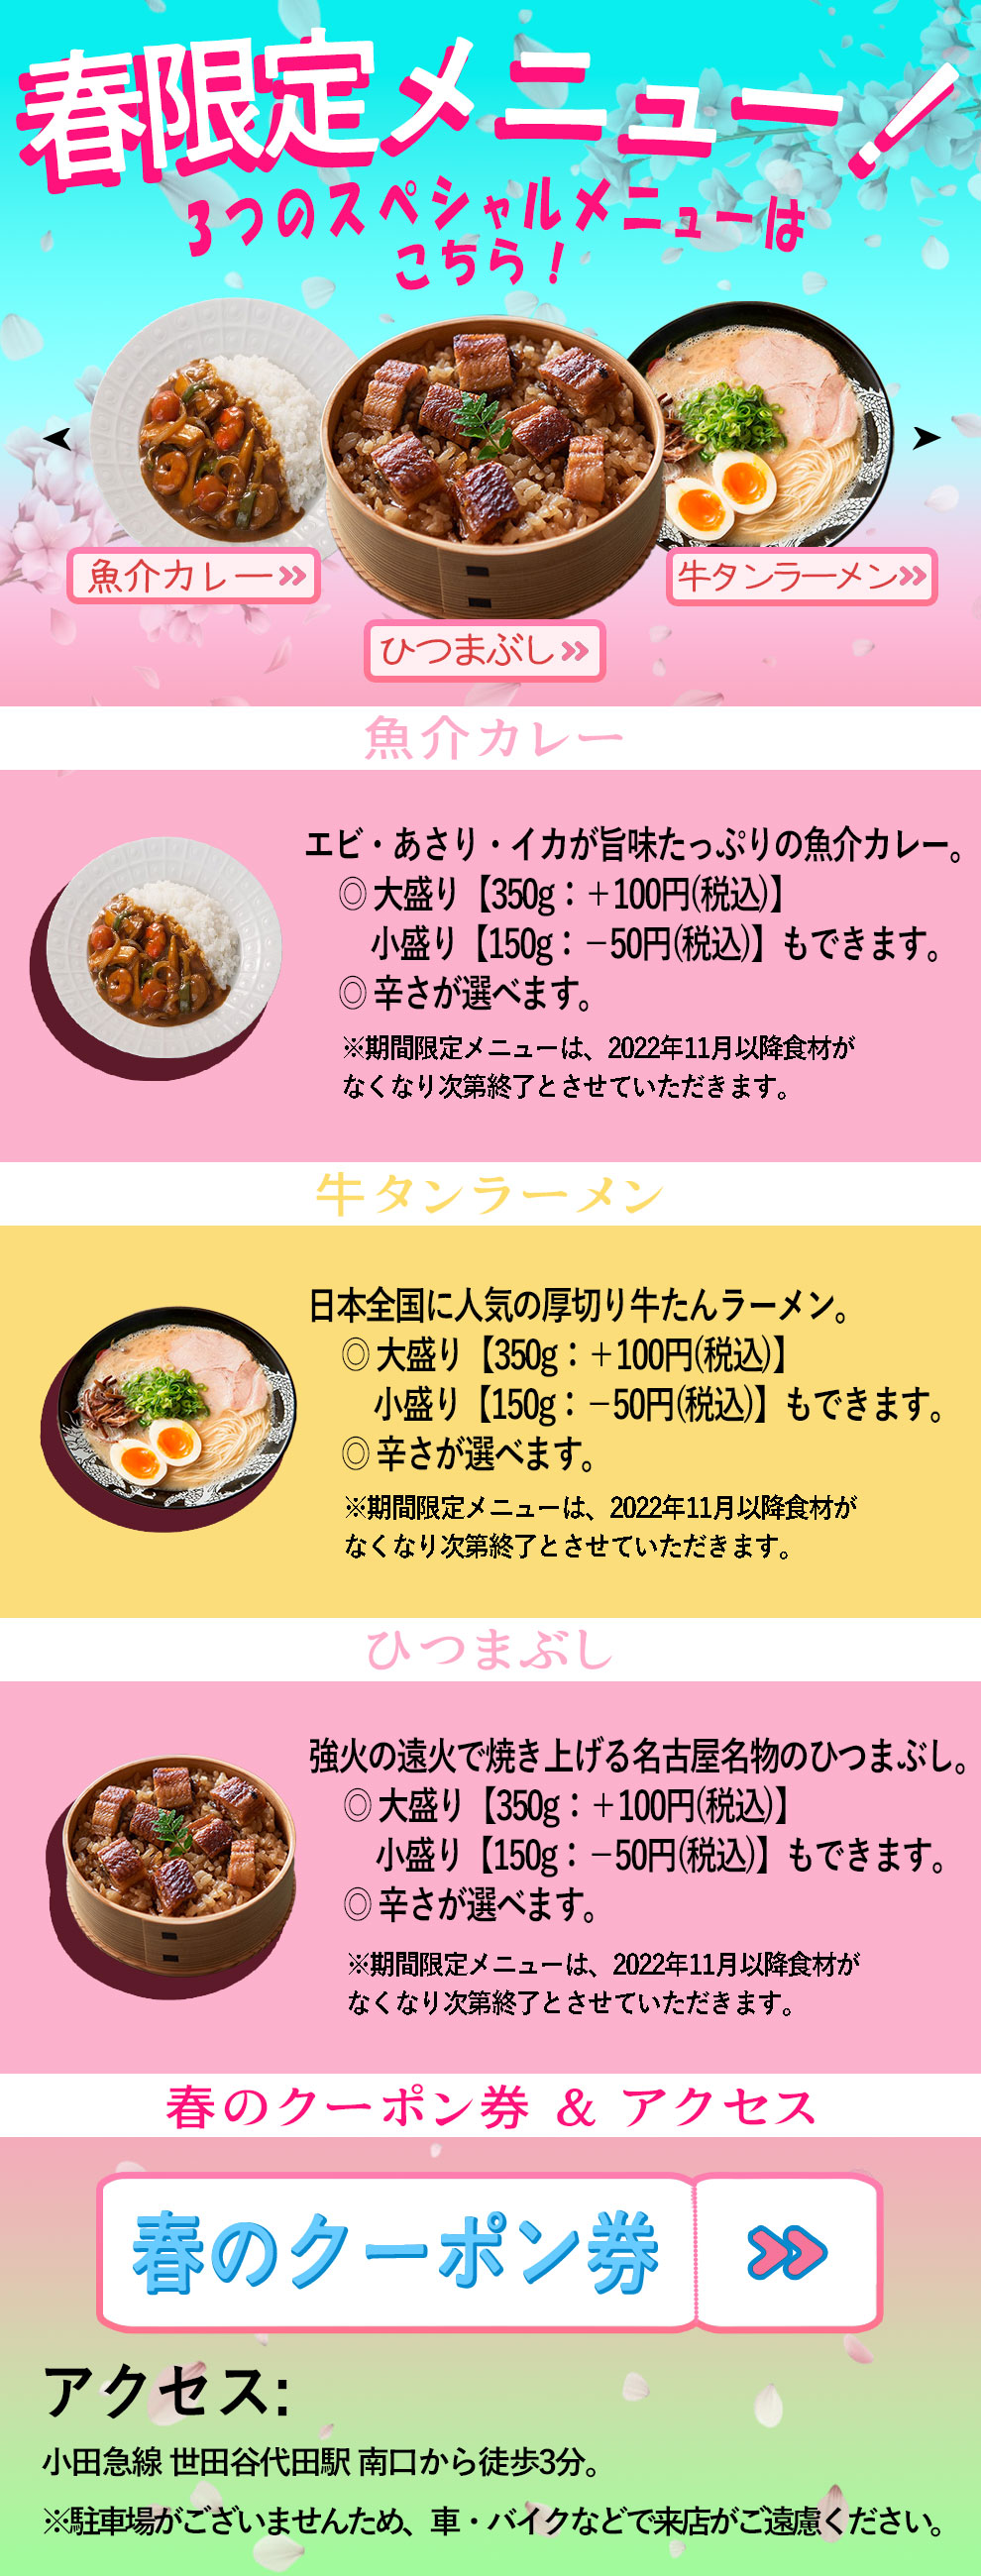 春限定メニュー！
3つのスペシャルメニューは
こちら！
魚介カレー
牛タンラーメン
ひつまぶし
魚介カレー
エビ・あさり・イカが旨味たっぷりの魚介カレー。
◎ 大盛り【350g：＋100円(税込)】
小盛り【150g：－50円(税込)】もできます。
◎ 辛さが選べます。
※期間限定メニューは、2022年11月以降食材が
なくなり次第終了とさせていただきます。
牛タンラーメン
日本全国に人気の厚切り牛たんラーメン。
◎ 大盛り【350g：＋100円(税込)】
小盛り【150g：－50円(税込)】もできます。
◎ 辛さが選べます。
※期間限定メニューは、2022年11月以降食材が
なくなり次第終了とさせていただきます。
ひつまぶし
強火の遠火で焼き上げる名古屋名物のひつまぶし。
◎ 大盛り【350g：＋100円(税込)】
小盛り【150g：－50円(税込)】もできます。
◎ 辛さが選べます。
※期間限定メニューは、2022年11月以降食材が
なくなり次第終了とさせていただきます。
春のクーポン券 & アクセス
春のクーポン券
アクセス:
小田急線 世田谷代田駅 南口から徒歩3分。
※駐車場がございませんため、車・バイクなどで来店がご遠慮ください。